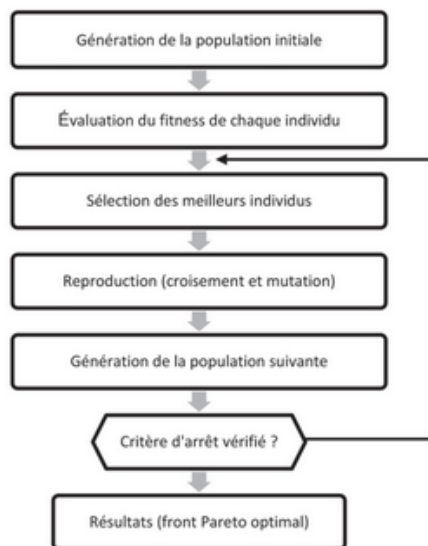 Génération de la population initiale
Évaluation du fitness de chaque individu
Sélection des meilleurs individus
Reproduction (croisement et mutation)
Génération de la population suivante
Critère d'arrêt vérifié ?
Résultats (front Pareto optimal)